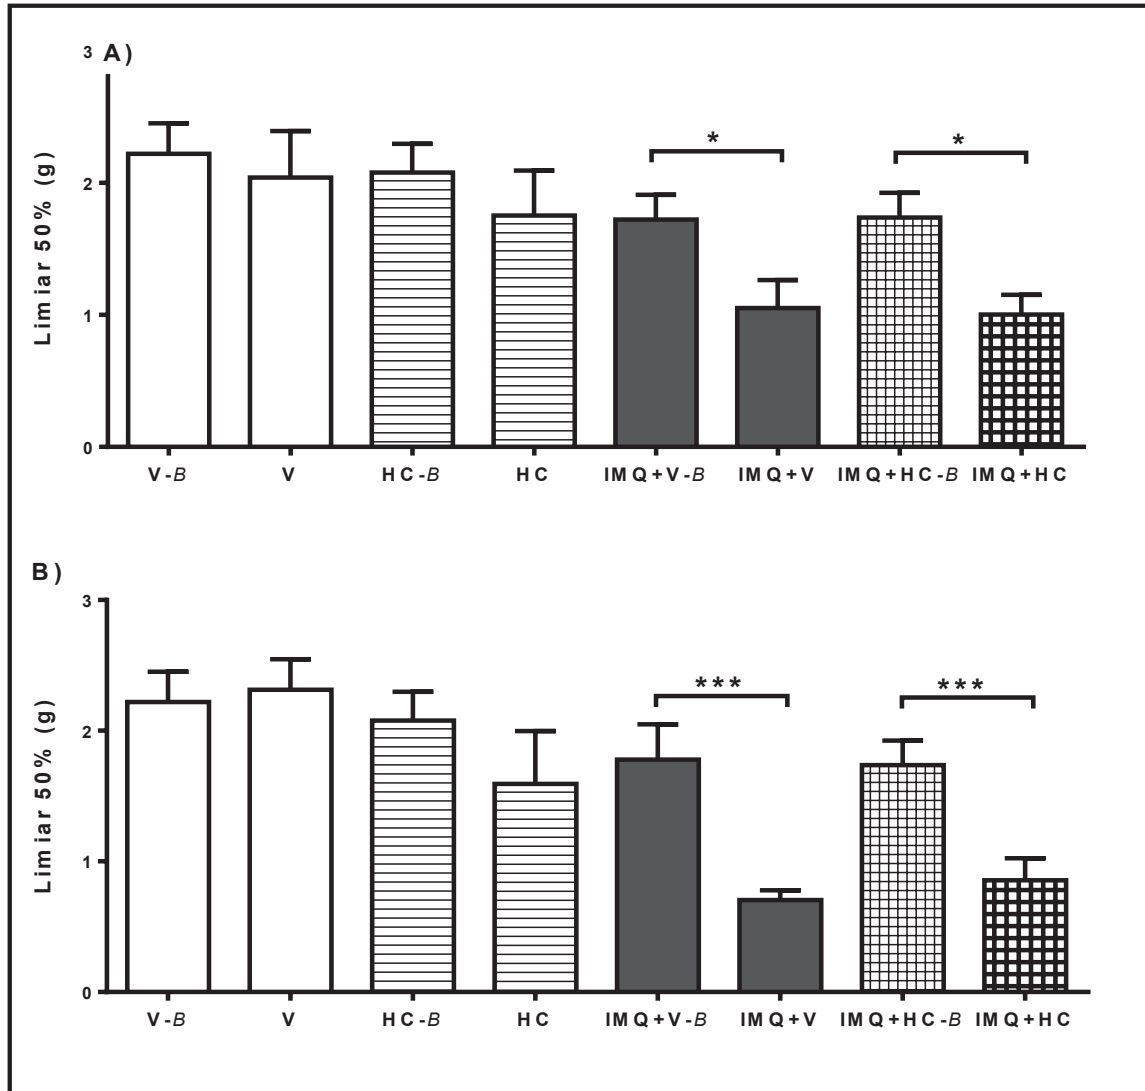 A)
3
2
1
0
Limiar 50% (g)
* *
V-B V HC-B HC IMQ+V-B IMQ+V IMQ+HC-B IMQ+HC
B)
3
2
1
0
Limiar 50% (g)
*** ***
V-B V HC-B HC IMQ+V-B IMQ+V IMQ+HC-B IMQ+HC